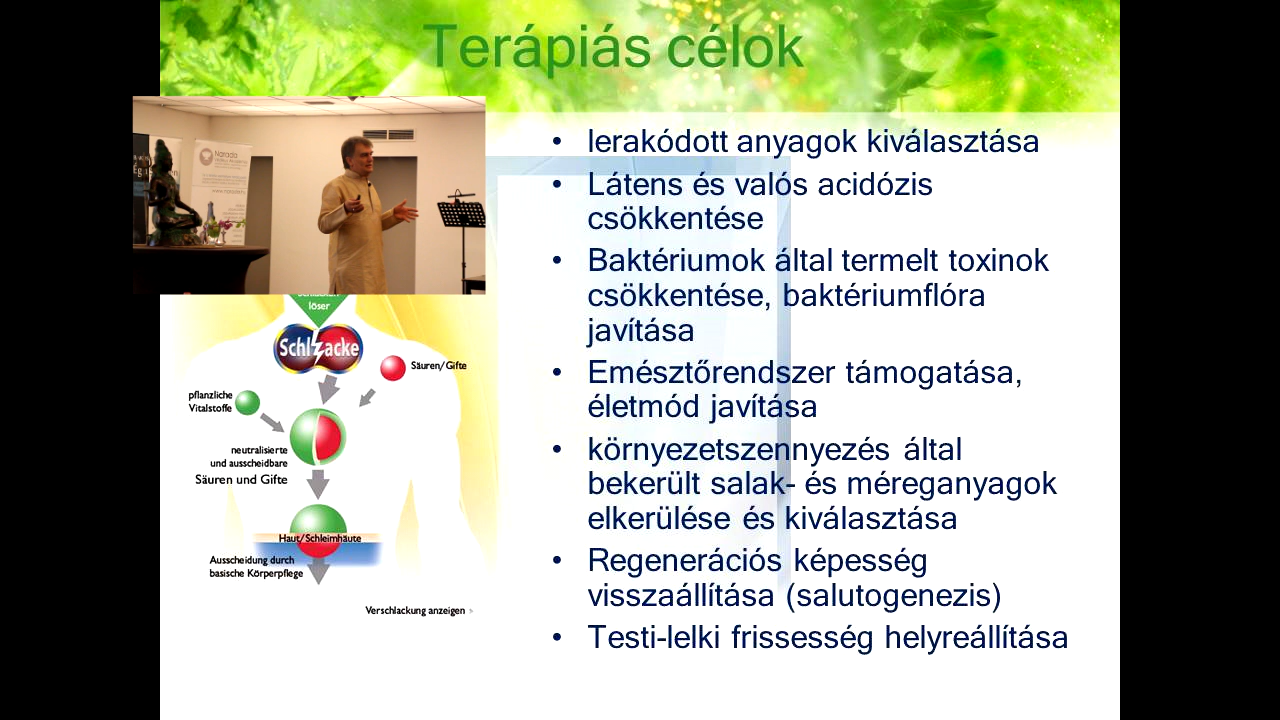 Terápiás célok
Narada
www.narad
• lerakódott anyagok kiválasztása
• Látens és valós acidózis
csökkentése
• Baktériumok által termelt toxinok
csökkentése, baktériumflóra
javítása
• Emésztőrendszer támogatása,
életmód javítása
• környezetszennyezés által
bekerült salak- és méreganyagok
elkerülése és kiválasztása
• Regenerációs képesség
visszaállítása (salutogenezis)
• Testi-lelki frissesség helyreállítása
löser
Schlacke
Säuren/Gifte
pflanzliche
Vitalstoffe
neutralisierte
und ausscheidbare
Säuren und Gifte
Haut/Schleimhäute
Ausscheidung durch
basische Körperpflege
Verschlackung anzeigen